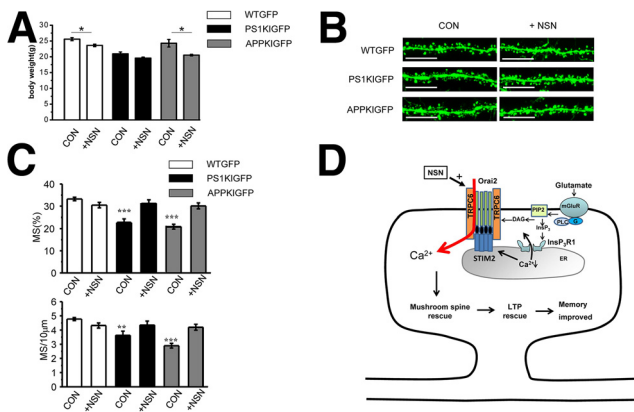 A
body weight(g)
30
25
20
15
10
5
0
*
*
WTGFP
PS1KIGFP
APPKIGFP
CON
+NSN
CON
+NSN
CON
+NSN
B
CON
+ NSN
WTGFP
PS1KIGFP
APPKIGFP
C
WTGFP
PS1KIGFP
APPKIGFP
MS(%)
50
40
30
20
10
0
***
***
CON
+NSN
CON
+NSN
CON
+NSN
MS/10μm
6
5
4
3
2
1
0
**
***
CON
+NSN
CON
+NSN
CON
+NSN
D
NSN
+
Orai2
TRPC6
TRPC6
Glutamate
PIP2
mGluR
PLC
G
DAG
InsP3
InsP3R1
Ca2+
STIM2
Ca2+
ER
Mushroom spine
rescue
LTP
rescue
Memory
improved